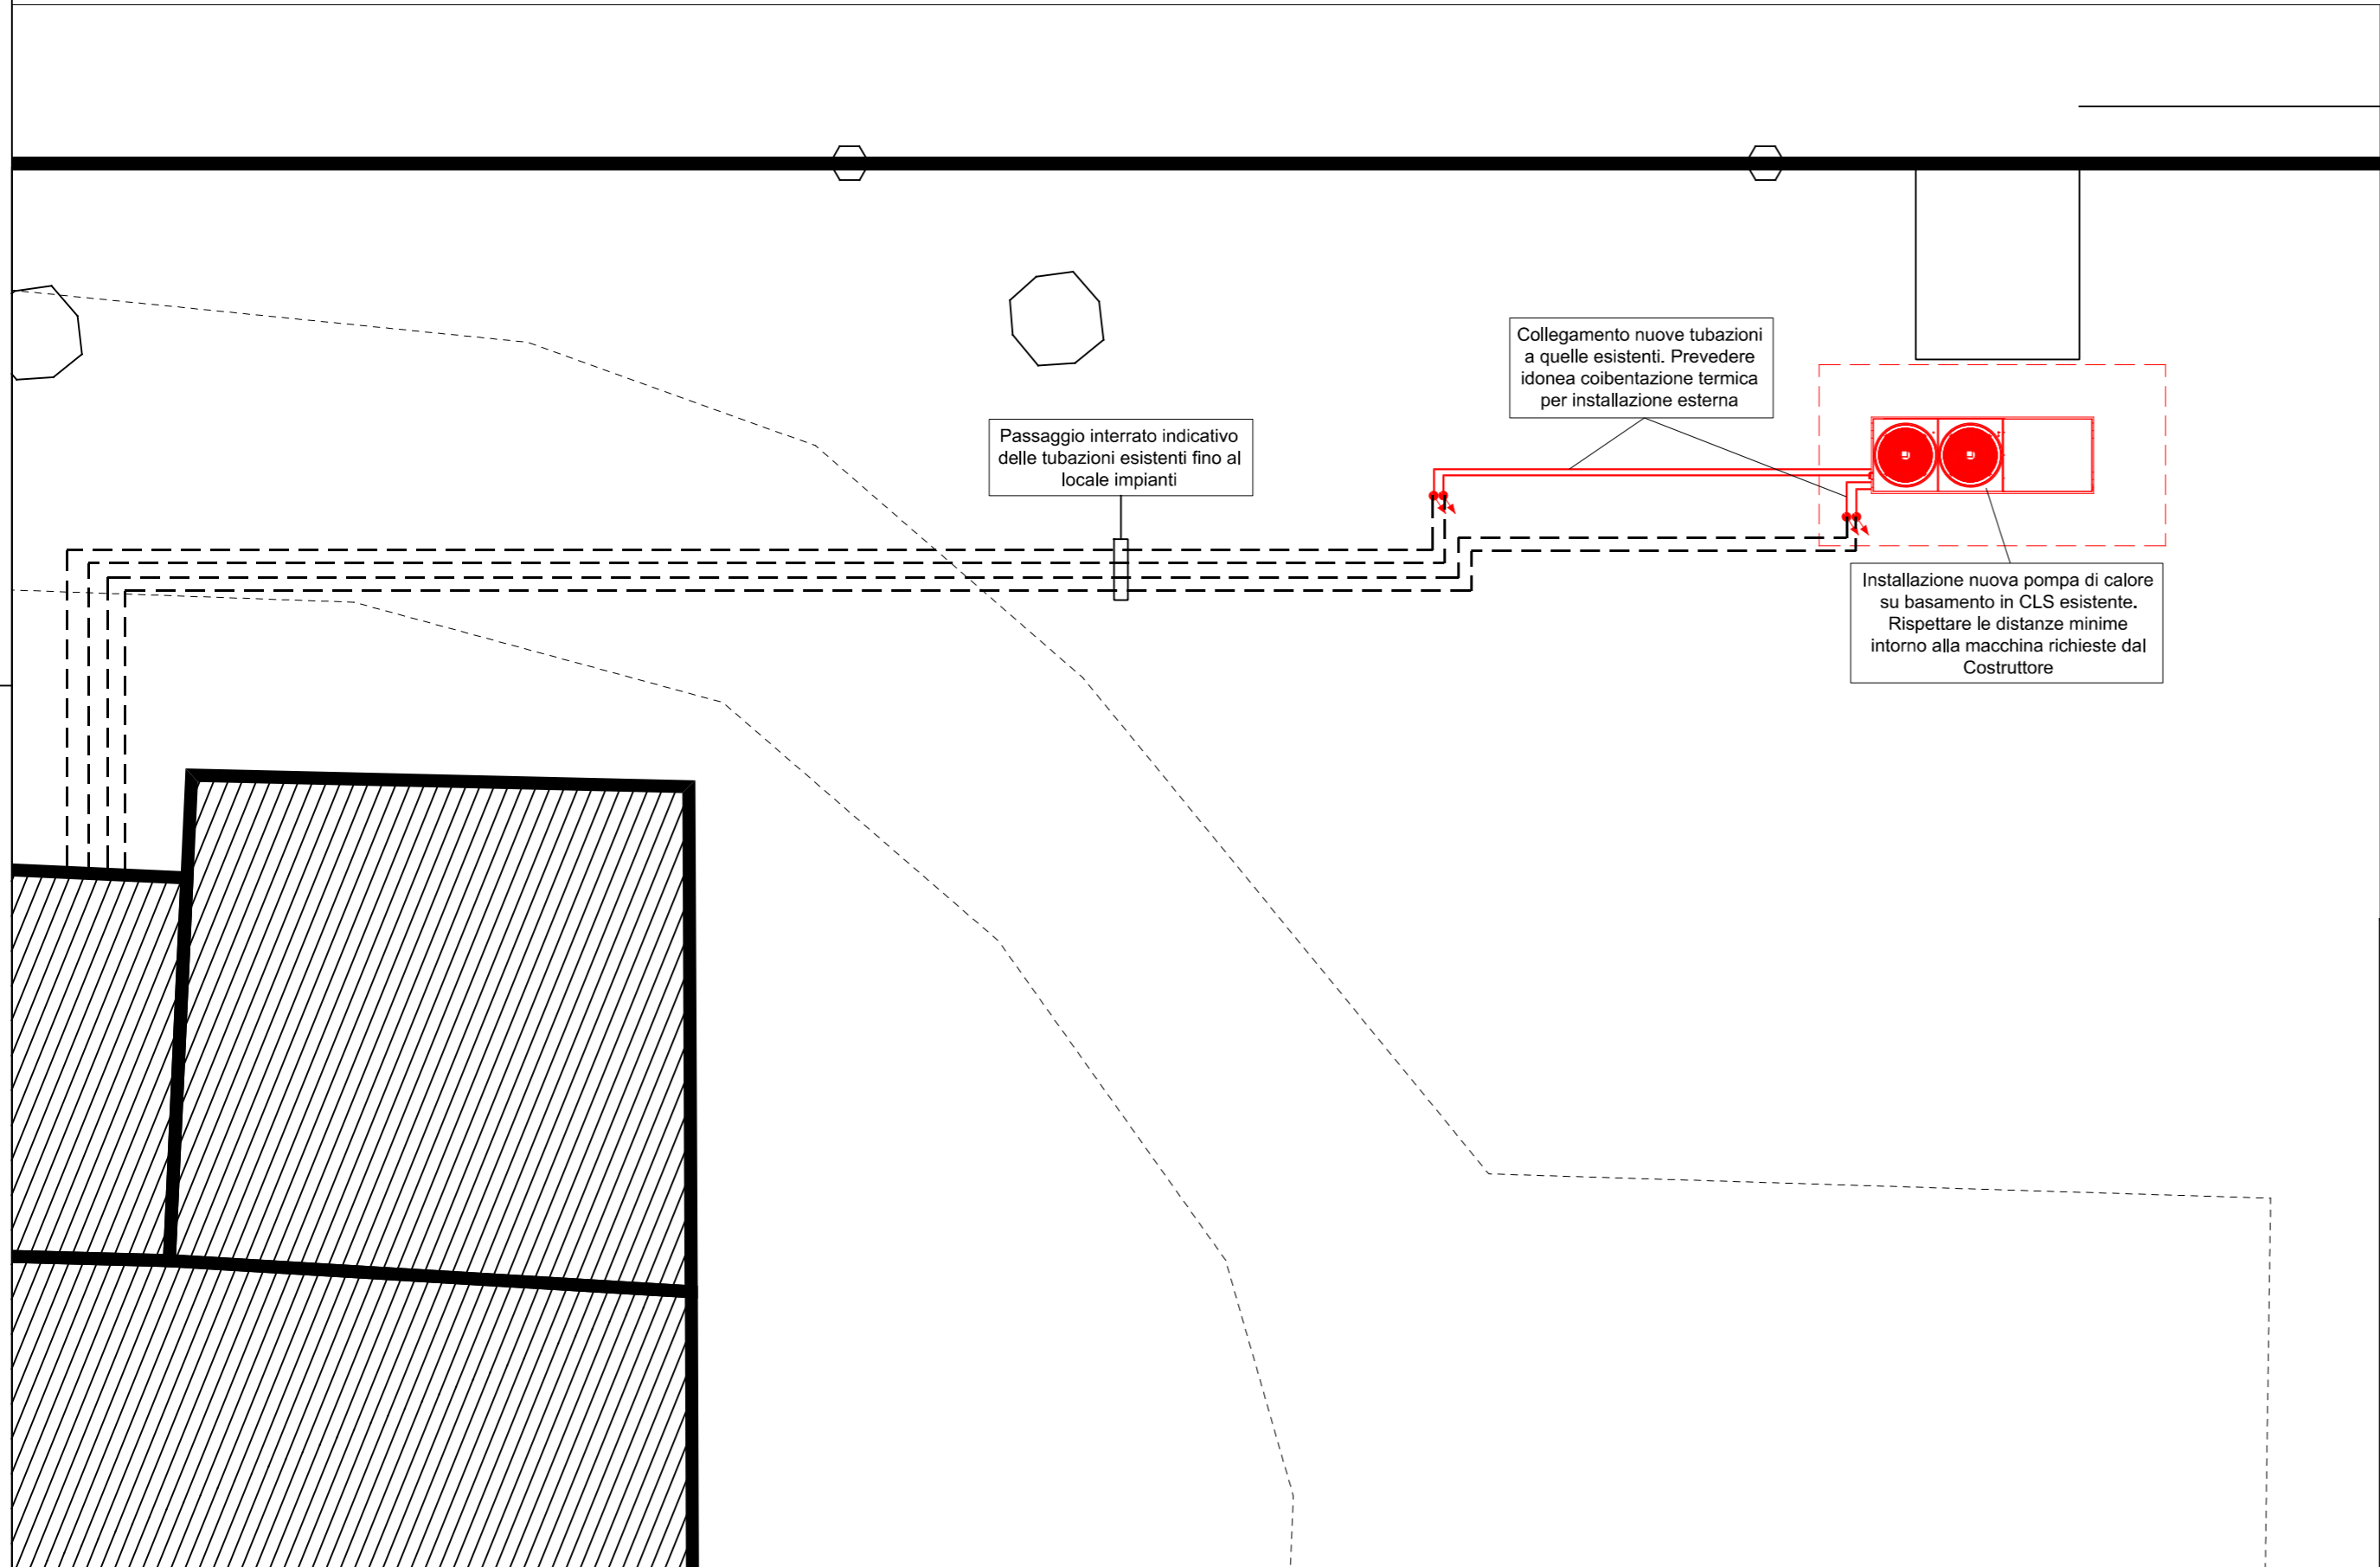 Collegamento nuove tubazioni
a quelle esistenti. Prevedere
idonea coibentazione termica
per installazione esterna
Passaggio interrato indicativo
delle tubazioni esistenti fino al
locale impianti
Installazione nuova pompa di calore
su basamento in CLS esistente.
Rispettare le distanze minime
intorno alla macchina richieste dal
Costruttore